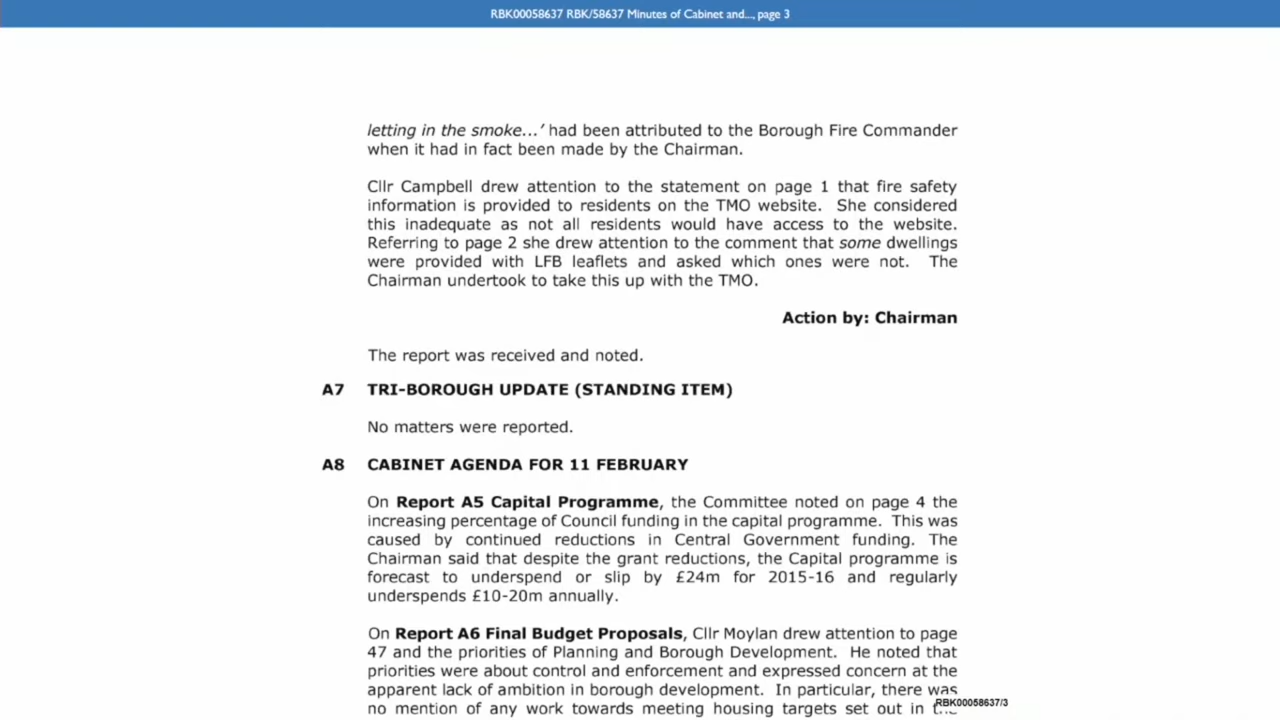 RBK00058637 RBK/58637 Minutes of Cabinet and..., page 3
letting in the smoke...' had been attributed to the Borough Fire Commander
when it had in fact been made by the Chairman.
Cllr Campbell drew attention to the statement on page 1 that fire safety
information is provided to residents on the TMO website. She considered
this inadequate as not all residents would have access to the website.
Referring to page 2 she drew attention to the comment that some dwellings
were provided with LFB leaflets and asked which ones were not. The
Chairman undertook to take this up with the TMO.
Action by: Chairman
The report was received and noted.
A7 TRI-BOROUGH UPDATE (STANDING ITEM)
No matters were reported.
A8 CABINET AGENDA FOR 11 FEBRUARY
On Report A5 Capital Programme, the Committee noted on page 4 the
increasing percentage of Council funding in the capital programme. This was
caused by continued reductions in Central Government funding. The
Chairman said that despite the grant reductions, the Capital programme is
forecast to underspend or slip by £24m for 2015-16 and regularly
underspends £10-20m annually.
On Report A6 Final Budget Proposals, Cllr Moylan drew attention to page
47 and the priorities of Planning and Borough Development. He noted that
priorities were about control and enforcement and expressed concern at the
apparent lack of ambition in borough development. In particular, there was
no mention of any work towards meeting housing targets set out in
RBK00058637/3